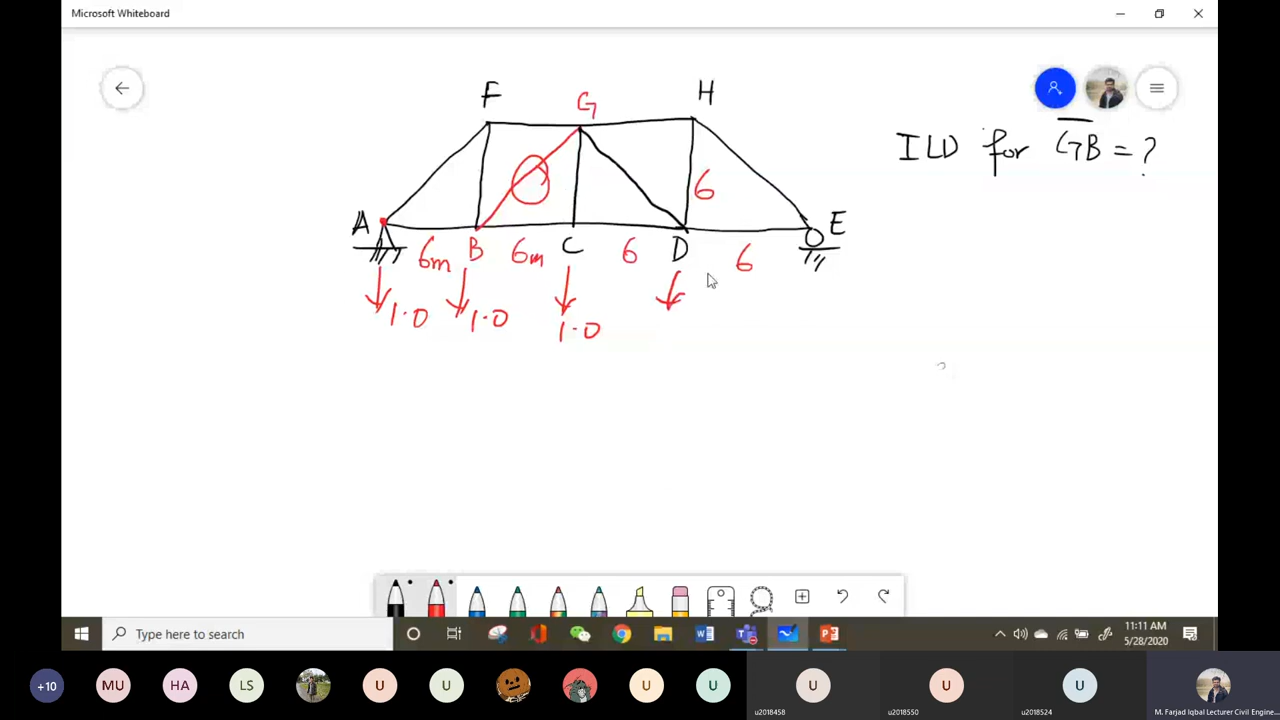 Microsoft Whiteboard
F G H
ILD for GB = ?
6
A B C D E
6m 6m 6 6
1.0 1.0 1.0
Type here to search
11:11 AM
5/28/2020
+10 MU HA LS U U U U U U U
u2018458 u2018550 u2018524 M. Farjad Iqbal Lecturer Civil Engine...